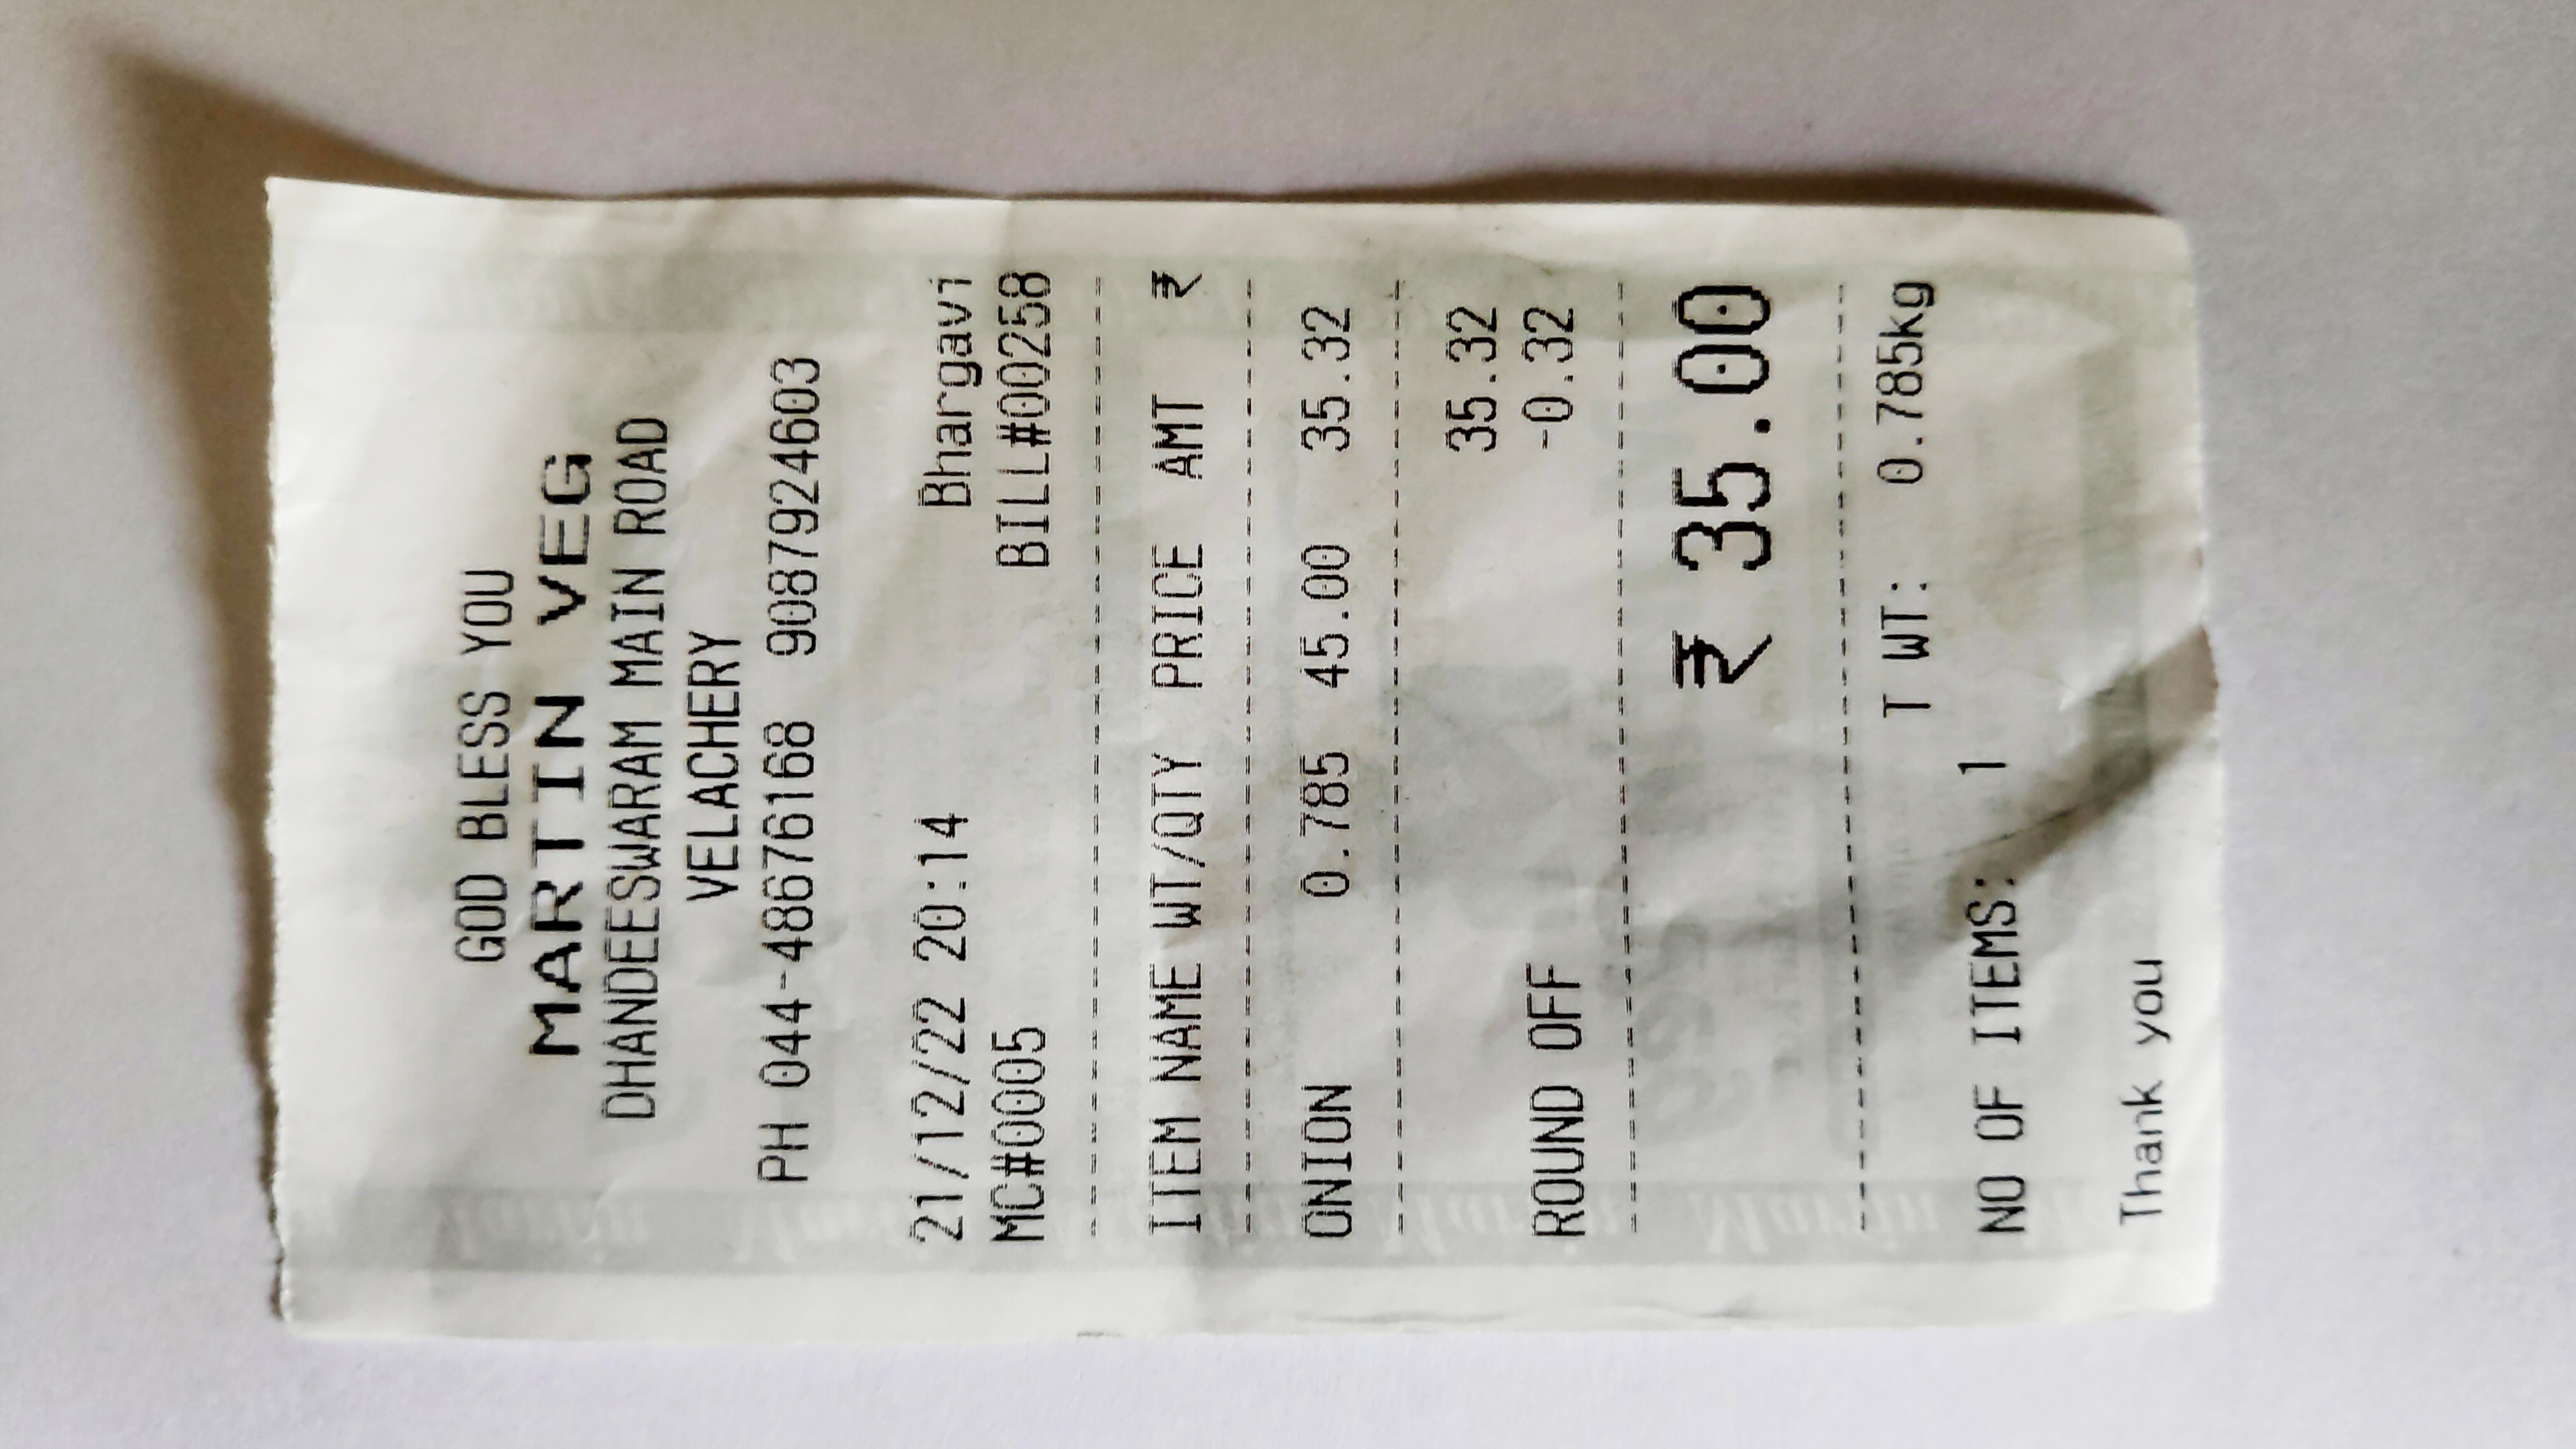 GOD BLESS YOU
MARTIN VEG
DHANDEESWARAM MAIN ROAD
VELACHERY
PH 044-48676168 9087924603
21/12/22 20:14 Bhargavi
MC#0005 BILL#00258
ITEM NAME WT/QTY PRICE AMT ₹
ONION 0.785 45.00 35.32
35.32
ROUND OFF -0.32
₹ 35.00
T WT: 0.785kg
NO OF ITEMS: 1
Thank you